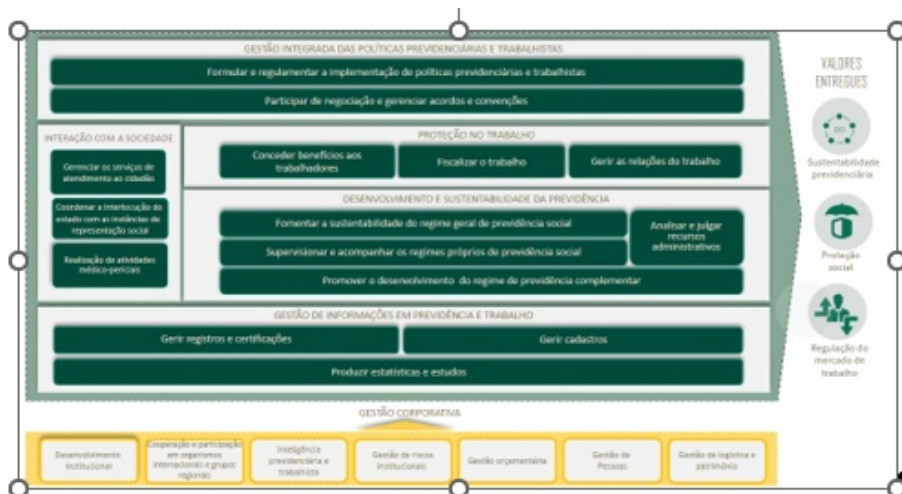 GESTÃO INTEGRADA DAS POLÍTICAS PREVIDENCIÁRIAS E TRABALHISTAS
Formular e regulamentar a implementação de políticas previdenciárias e trabalhistas
Participar de negociação e gerenciar acordos e convenções
INTERAÇÃO COM A SOCIEDADE
Gerenciar os serviços de
atendimento ao cidadão
Coordenar a interlocução do
estado com as instâncias de
representação social
Realização de atividades
médico-periciais
PROTEÇÃO NO TRABALHO
Conceder benefícios aos
trabalhadores
Fiscalizar o trabalho
Gerir as relações do trabalho
DESENVOLVIMENTO E SUSTENTABILIDADE DA PREVIDÊNCIA
Fomentar a sustentabilidade do regime geral de previdência social
Supervisionar e acompanhar os regimes próprios de previdência social
Analisar e julgar
recursos
administrativos
Promover o desenvolvimento do regime de previdência complementar
GESTÃO DE INFORMAÇÕES EM PREVIDÊNCIA E TRABALHO
Gerir registros e certificações
Gerir cadastros
Produzir estatísticas e estudos
VALORES
ENTREGUES
Sustentabilidade
previdenciária
Proteção
social
Regulação do
mercado de
trabalho
GESTÃO CORPORATIVA
Desenvolvimento
Institucional
Cooperação e participação
em organismos
internacionais e grupos
regionais
Inteligência
previdenciária e
trabalhista
Gestão de riscos
institucionais
Gestão orçamentária
Gestão de
Pessoas
Gestão de logística e
patrimônio